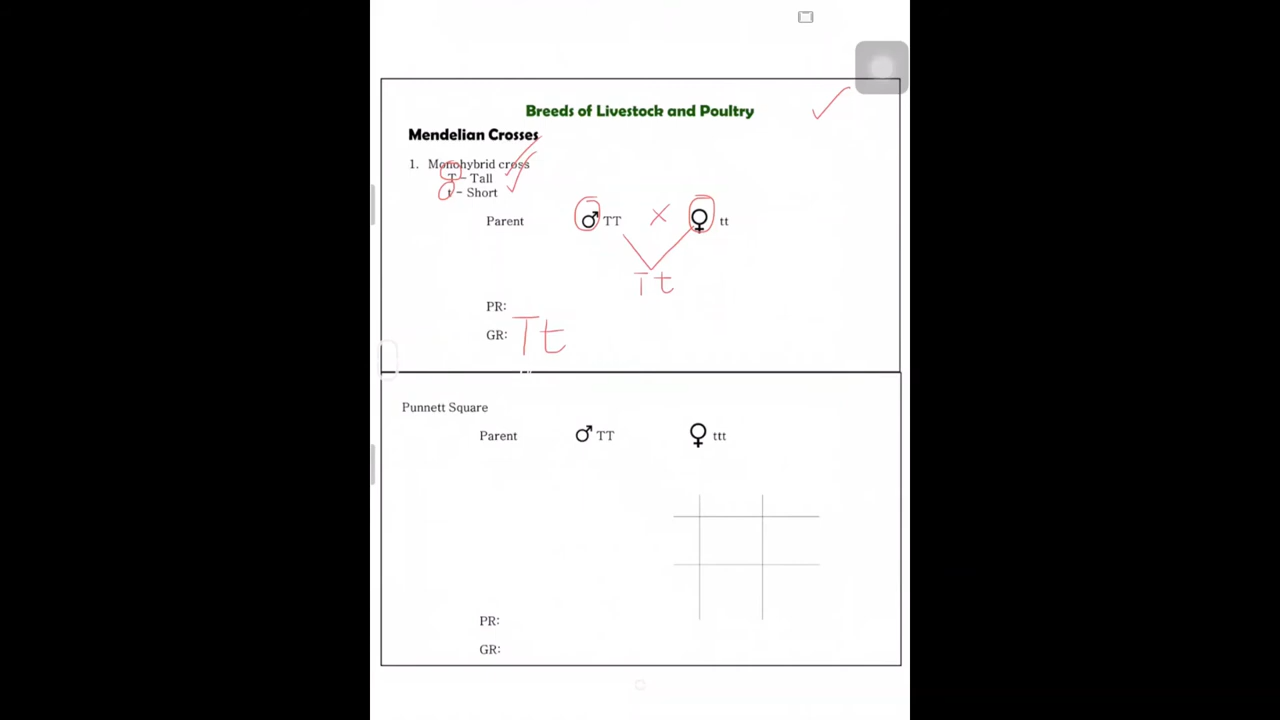 Breeds of Livestock and Poultry
Mendelian Crosses
1. Monohybrid cross
T - Tall
t - Short
Parent ♂ TT X ♀ tt
Tt
PR:
GR: Tt
Punnett Square
Parent ♂ TT ♀ ttt
PR:
GR: